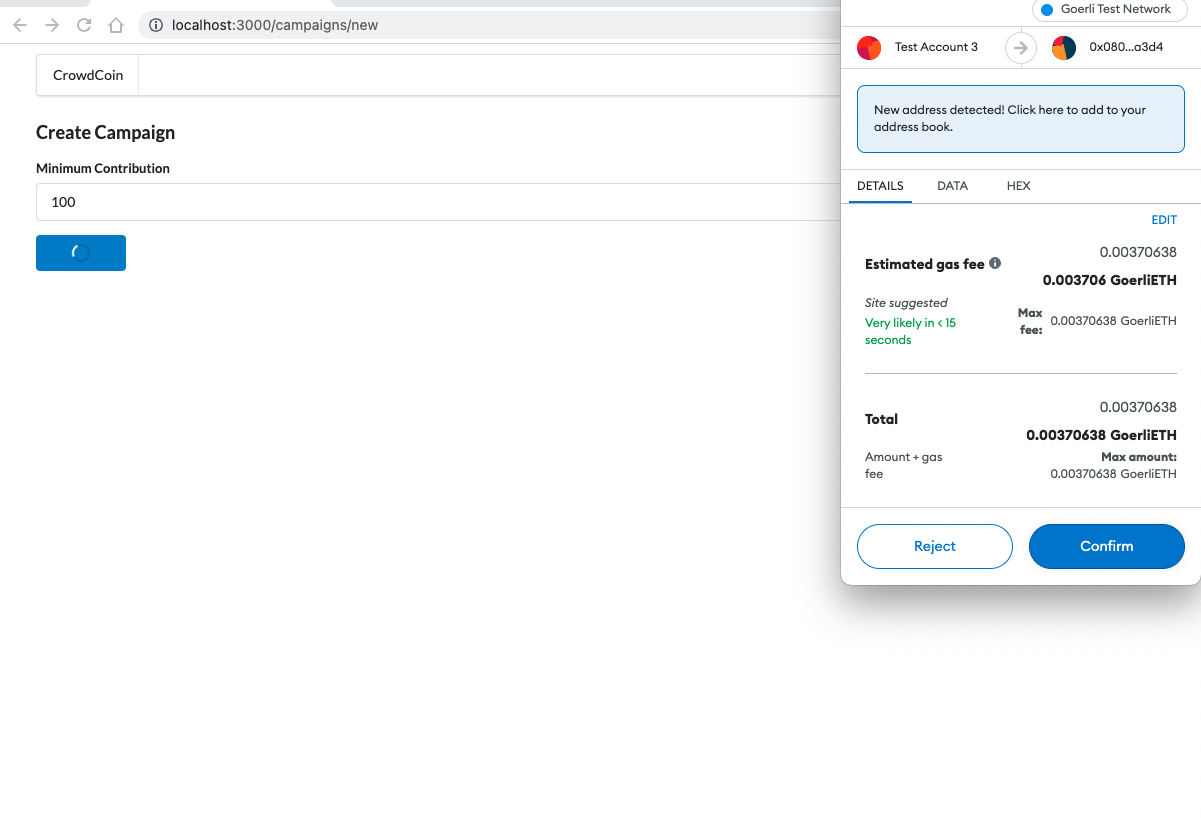 localhost:3000/campaigns/new
CrowdCoin
Create Campaign
Minimum Contribution
100
Goerli Test Network
Test Account 3
0x080...a3d4
New address detected! Click here to add to your
address book.
DETAILS DATA HEX
EDIT
0.00370638
Estimated gas fee
0.003706 GoerliETH
Site suggested
Very likely in < 15
seconds
Max
fee:
0.00370638 GoerliETH
0.00370638
Total
0.00370638 GoerliETH
Amount + gas
fee
Max amount:
0.00370638 GoerliETH
Reject Confirm